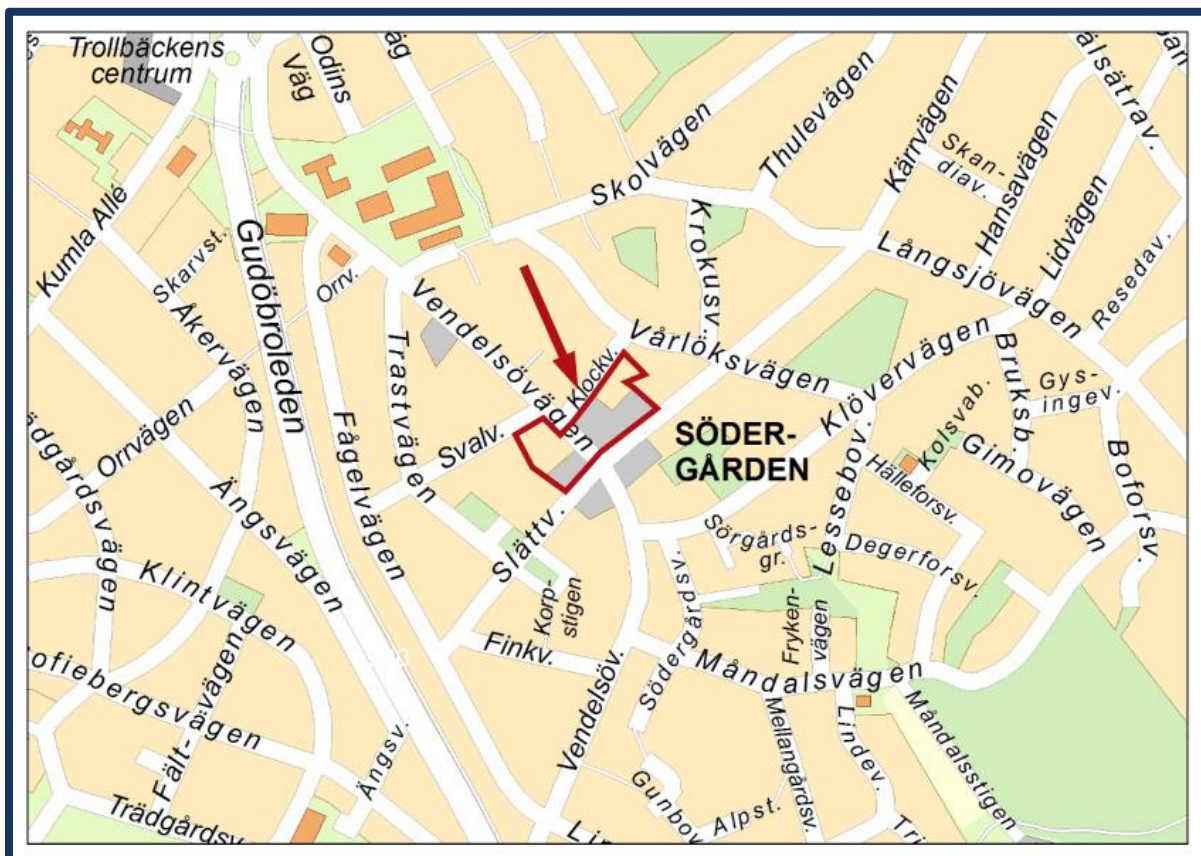 Trollbäckens
centrum
Odins
Väg
väg
Skolvägen
Thulevägen
Kärrvägen
Skan-
diav.
Hansavägen
Lidvägen
Kumla Allé
Skarvst.
Gudöbroleden
Orrv.
Krokusv.
Långsjövägen
Resedav.
Åkervägen
Vendelsövägen
Klockv.
Vårlöksvägen
Klövervägen
Bruksb.
Gys-
ingev.
Orrvägen
Fågelvägen
Trastvägen
Svalv.
SÖDER-
GÅRDEN
Lessebov.
Kolsvab.
Hälleforsv.
Gimovägen
Boforsv.
Ängsvägen
Slättv.
Sörgårds-
gr.
Degerforsv.
Klintvägen
Korp-
stigen
Södergårdsv.
Fryken-
vägen
Finkv.
Måndalsvägen
Fält-
vägen
Ängsv.
Vendelsöv.
Mellangårdsv.
Lindev.
Måndalsstigen
Trädgårdsv
Alpst.